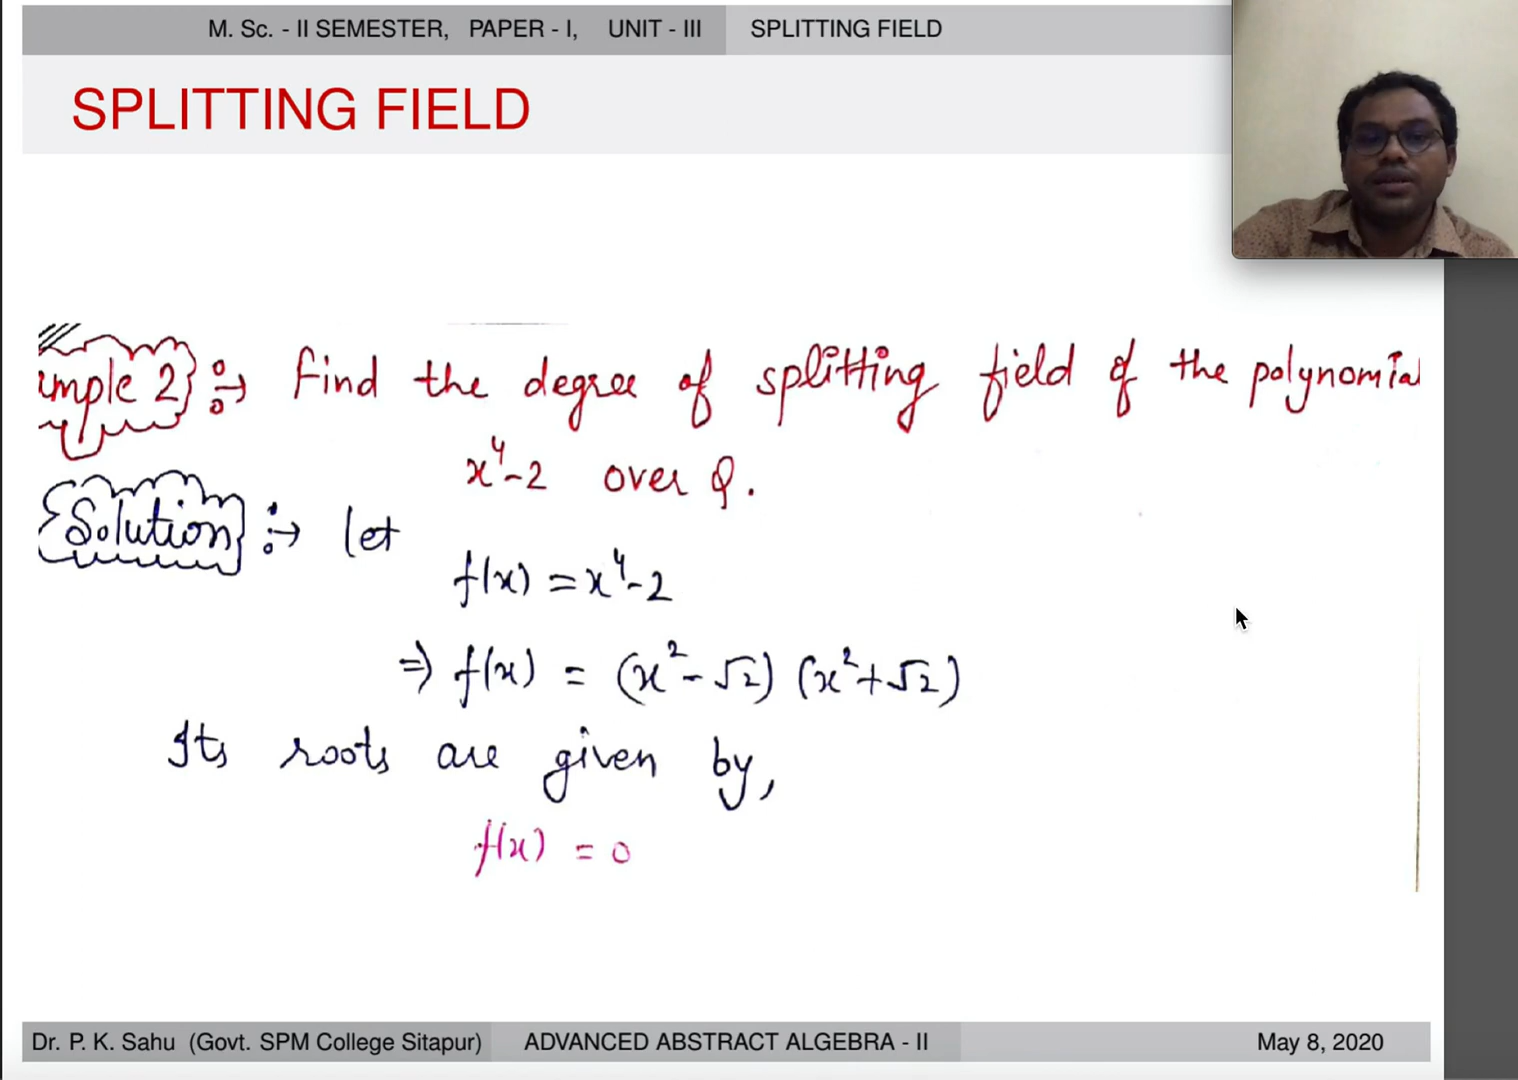 M. Sc. - II SEMESTER, PAPER - I, UNIT - III SPLITTING FIELD
SPLITTING FIELD
ample 2 :→ Find the degree of splitting field of the polynomial
x⁴-2 over Q.
Solution :→ let
f(x) = x⁴-2
⇒ f(x) = (x²-√2) (x²+√2)
Its roots are given by,
f(x) = 0
Dr. P. K. Sahu (Govt. SPM College Sitapur) ADVANCED ABSTRACT ALGEBRA - II May 8, 2020